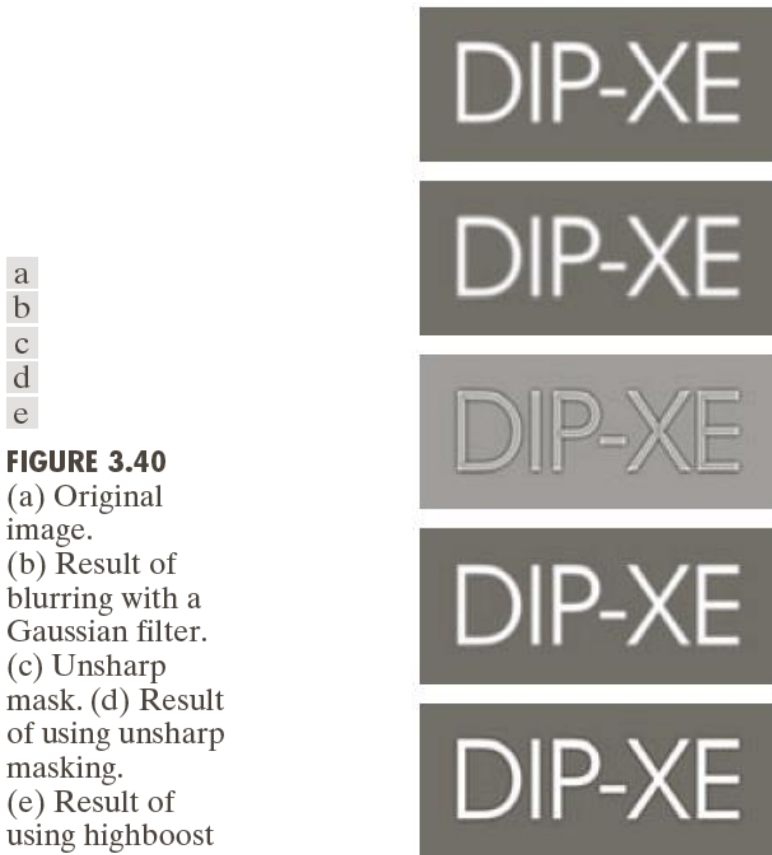 a
b
c
d
e
FIGURE 3.40
(a) Original
image.
(b) Result of
blurring with a
Gaussian filter.
(c) Unsharp
mask. (d) Result
of using unsharp
masking.
(e) Result of
using highboost
DIP-XE
DIP-XE
DIP-XE
DIP-XE
DIP-XE